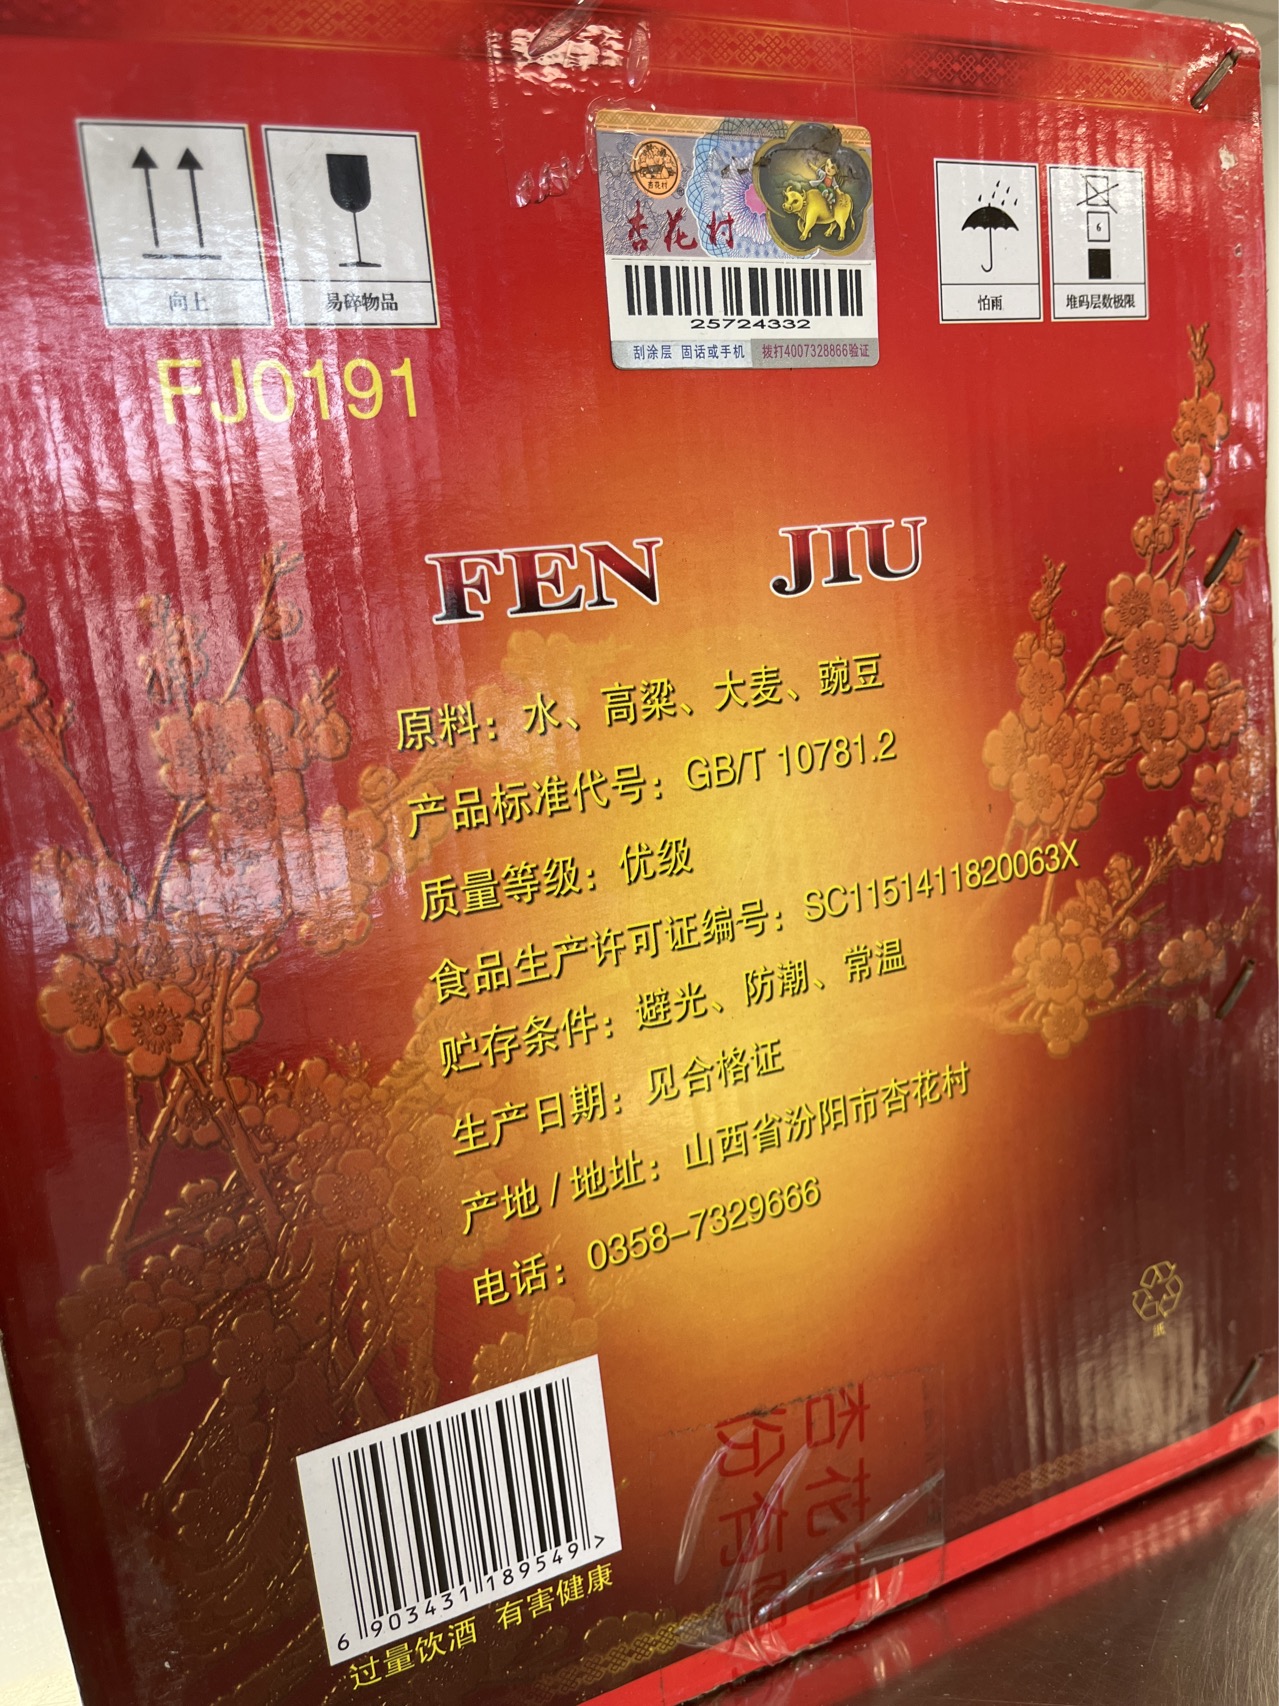 向上
易碎物品
杏花村
杏花村
25724332
刮涂层 固话或手机 拨打4007328866验证
怕雨
6
堆码层数极限
FJ0191
FEN JIU
原料：水、高粱、大麦、豌豆
产品标准代号：GB/T 10781.2
质量等级：优级
食品生产许可证编号：SC1151411820063X
贮存条件：避光、防潮、常温
生产日期：见合格证
产地/地址：山西省汾阳市杏花村
电话：0358-7329666
纸
6 903431 189549 >
过量饮酒 有害健康